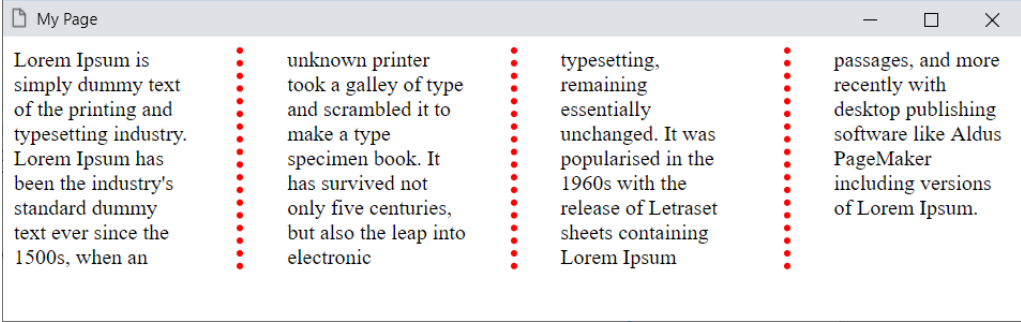 My Page
Lorem Ipsum is
simply dummy text
of the printing and
typesetting industry.
Lorem Ipsum has
been the industry's
standard dummy
text ever since the
1500s, when an
unknown printer
took a galley of type
and scrambled it to
make a type
specimen book. It
has survived not
only five centuries,
but also the leap into
electronic
typesetting,
remaining
essentially
unchanged. It was
popularised in the
1960s with the
release of Letraset
sheets containing
Lorem Ipsum
passages, and more
recently with
desktop publishing
software like Aldus
PageMaker
including versions
of Lorem Ipsum.